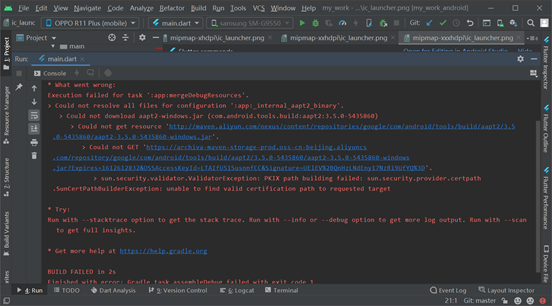 File Edit View Navigate Code Analyze Refactor Build Run Tools VCS Window Help my_work - ...\ic_launcher.png [my_work_android]
ic_launc
OPPO R11 Plus (mobile)
main.dart
samsung SM-G9550
Project
mipmap-xhdpi\ic_launcher.png
mipmap-xxhdpi\ic_launcher.png
mipmap-xxxhdpi\ic_launcher.png
main
Flutter commands
Run: main.dart
Console
* What went wrong:
Execution failed for task ':app:mergeDebugResources'.
> Could not resolve all files for configuration ':app:_internal_aapt2_binary'.
> Could not download aapt2-windows.jar (com.android.tools.build:aapt2:3.5.0-5435860)
> Could not get resource 'http://maven.aliyun.com/nexus/content/repositories/google/com/android/tools/build/aapt2/3.5
.0-5435860/aapt2-3.5.0-5435860-windows.jar'.
> Could not GET 'https://archiva-maven-storage-prod.oss-cn-beijing.aliyuncs
.com/repository/google/com/android/tools/build/aapt2/3.5.0-5435860/aapt2-3.5.0-5435860-windows
> sun.security.validator.ValidatorException: PKIX path building failed: sun.security.provider.certpath
.SunCertPathBuilderException: unable to find valid certification path to requested target
* Try:
Run with --stacktrace option to get the stack trace. Run with --info or --debug option to get more log output. Run with --scan
to get full insights.
* Get more help at https://help.gradle.org
BUILD FAILED in 2s
Finished with error: Gradle task assembleDebug failed with exit code 1
4: Run
TODO
Dart Analysis
9: Version Control
6: Logcat
Terminal
Event Log
Layout Inspector
21:1 Git: master
1: Project
Resource Manager
Z: Structure
Build Variants
Flutter Inspector
Flutter Outline
Flutter Performance
Device File